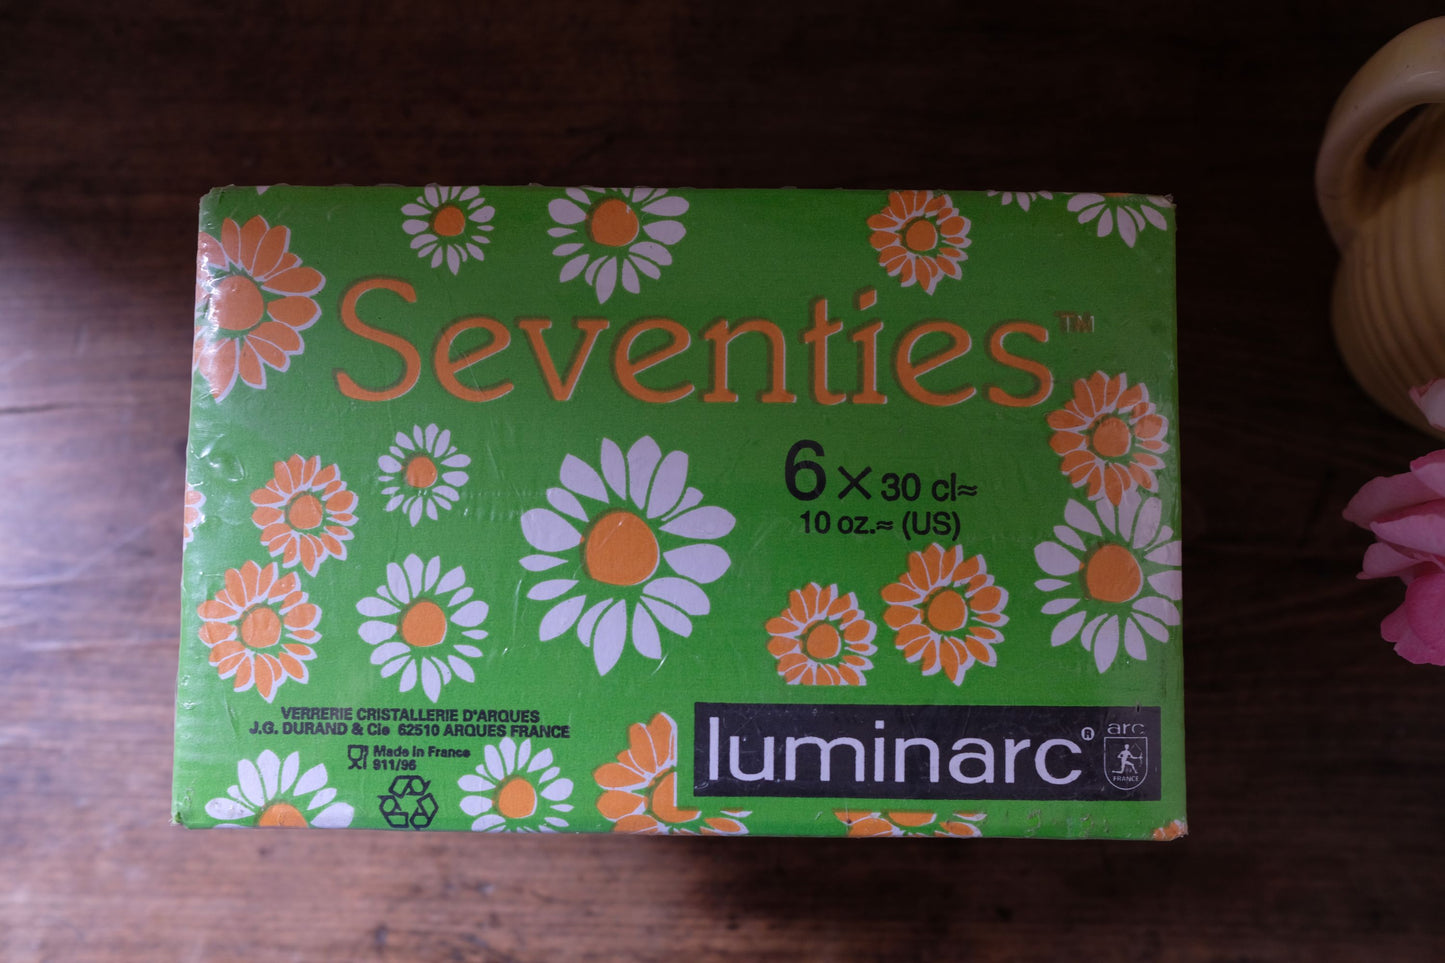 Seventies™
6 × 30 cl≈
10 oz.≈ (US)
VERRERIE CRISTALLERIE D'ARQUES
J.G. DURAND & Cie 62510 ARQUES FRANCE
Made in France
911/96
luminarc®
arc
FRANCE